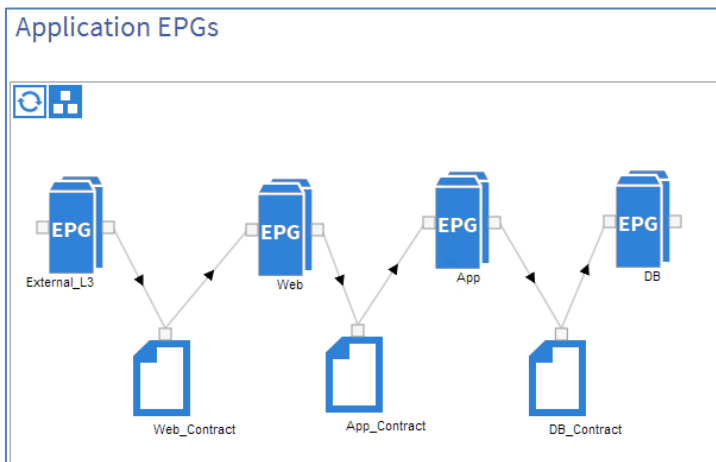 Application EPGs
EPG
External_L3
EPG
Web
EPG
App
EPG
DB
Web_Contract
App_Contract
DB_Contract